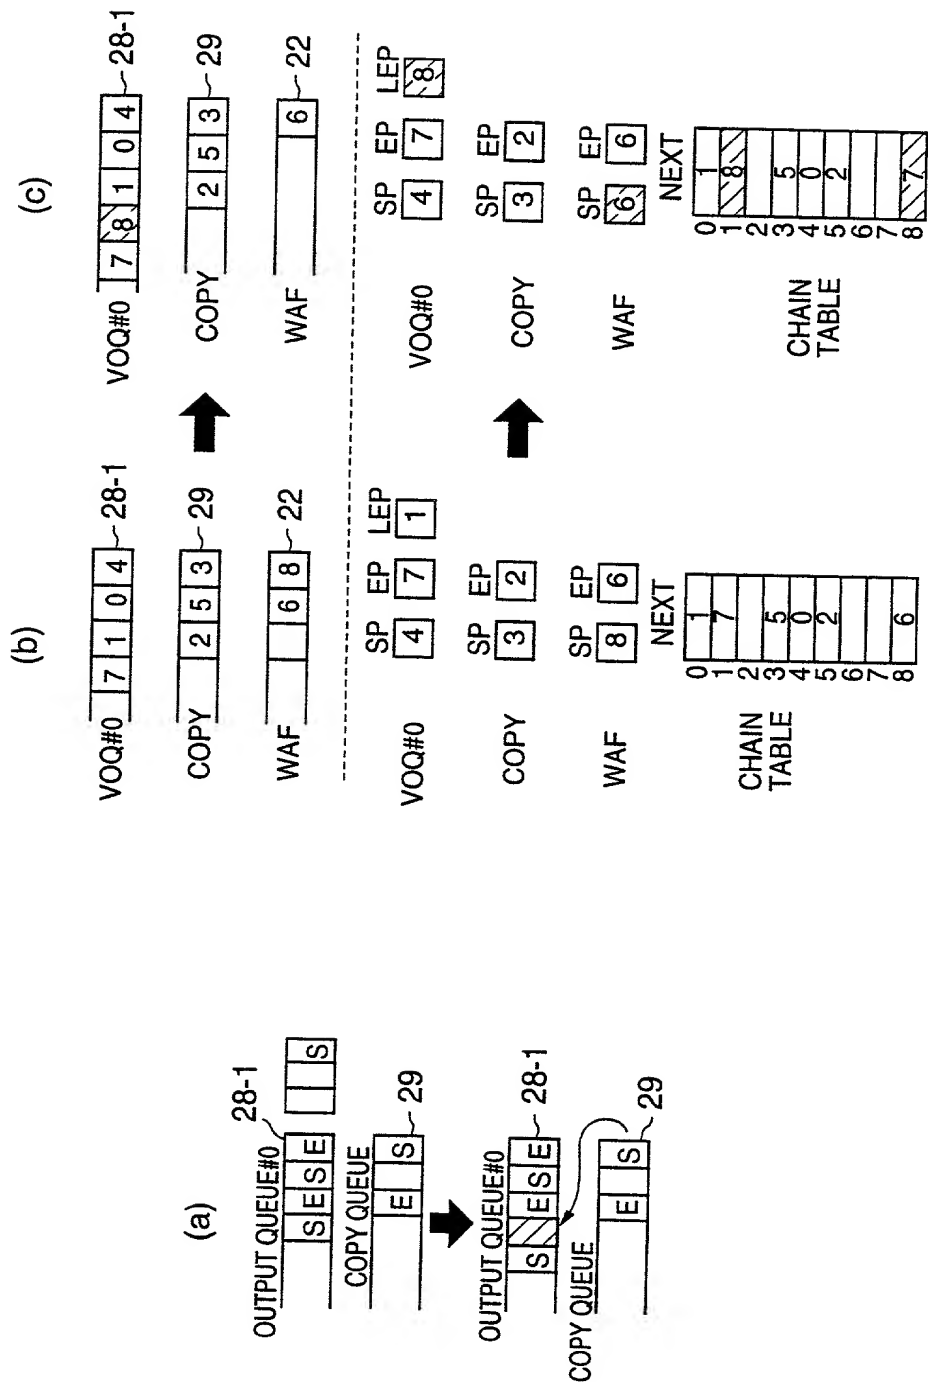 (a)
OUTPUT QUEUE#0
28-1
S E S E
S
COPY QUEUE
29
E S
OUTPUT QUEUE#0
28-1
S E S E
COPY QUEUE
29
E S
(b)
VOQ#0
7 1 0 4
28-1
COPY
2 5 3
29
WAF
6 8
22
SP EP LEP
VOQ#0 4 7 1
SP EP
COPY 3 2
SP EP
WAF 8 6
NEXT
CHAIN
TABLE
0 1
1 7
2
3 5
4 0
5 2
6
7
8 6
(c)
VOQ#0
7 8 1 0 4
28-1
COPY
2 5 3
29
WAF
6
22
SP EP LEP
VOQ#0 4 7 8
SP EP
COPY 3 2
SP EP
WAF 6 6
NEXT
CHAIN
TABLE
0 1
1 8
2
3 5
4 0
5 2
6
7
8 7